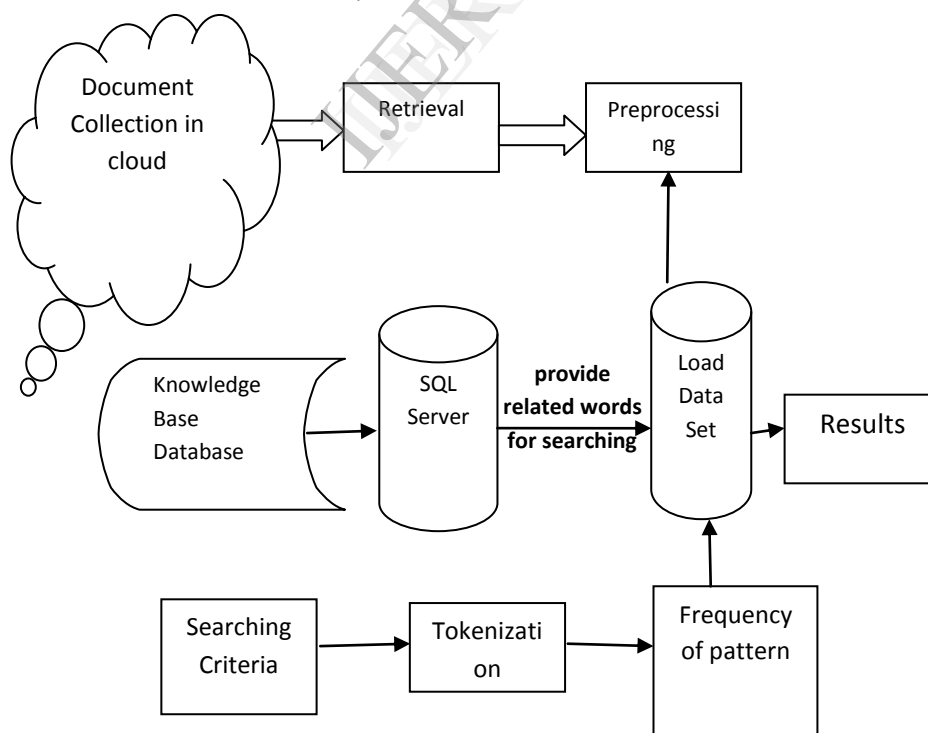 IJER
Document
Collection in
cloud
Retrieval
Preprocessi
ng
Knowledge
Base
Database
SQL
Server
provide
related words
for searching
Load
Data
Set
Results
Searching
Criteria
Tokenizati
on
Frequency
of pattern